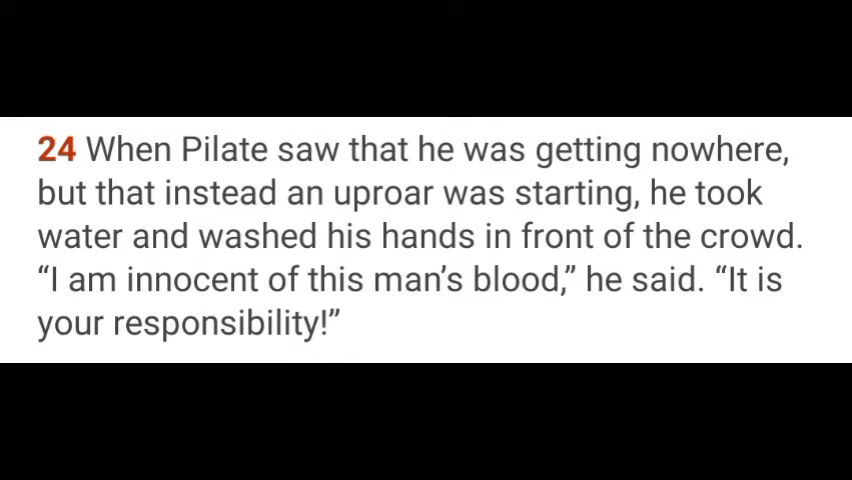 24 When Pilate saw that he was getting nowhere,
but that instead an uproar was starting, he took
water and washed his hands in front of the crowd.
“I am innocent of this man’s blood,” he said. “It is
your responsibility!”